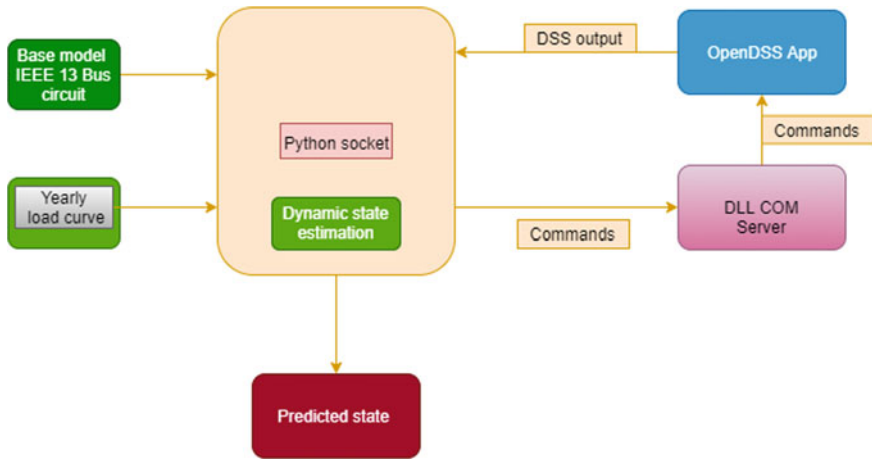 Base model
IEEE 13 Bus
circuit
DSS output
OpenDSS App
Commands
Python socket
Yearly
load curve
Dynamic state
estimation
Commands
DLL COM
Server
Predicted state